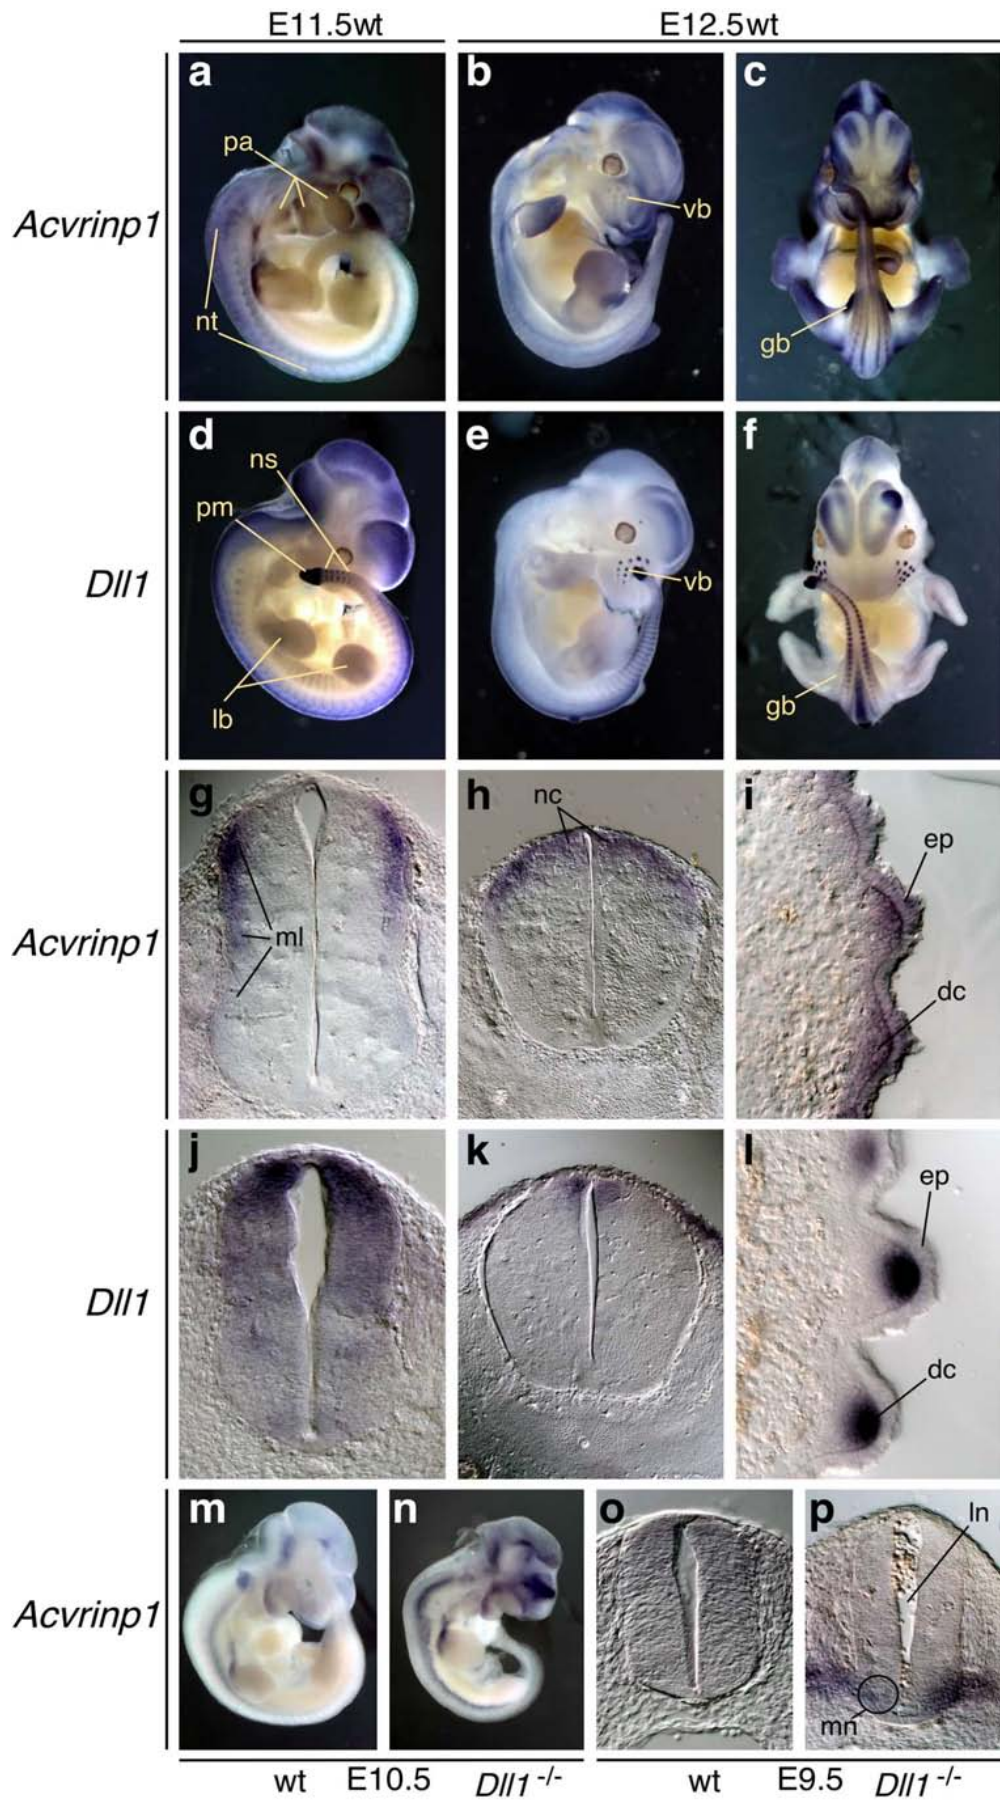 E11.5wt E12.5wt
a b c
pa
Acvrinp1
vb
nt
gb
d e f
ns
pm
Dll1
vb
lb
gb
g h i
nc
ep
Acvrinp1
ml
dc
j k l
ep
Dll1
dc
m n o p
ln
Acvrinp1
mn
wt E10.5 Dll1 -/- wt E9.5 Dll1 -/-